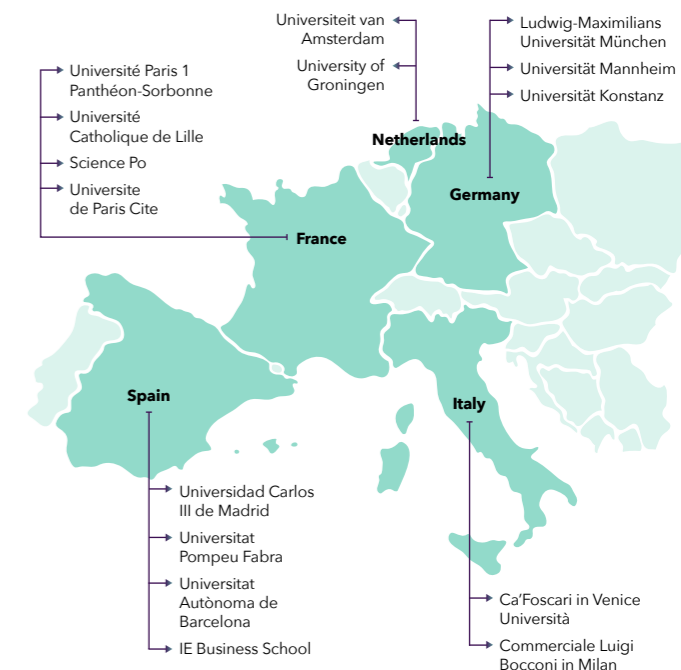 Universiteit van
Amsterdam
University of
Groningen
Ludwig-Maximilians
Universität München
Universität Mannheim
Universität Konstanz
Université Paris 1
Panthéon-Sorbonne
Université
Catholique de Lille
Science Po
Universite
de Paris Cite
Netherlands
Germany
France
Spain
Italy
Universidad Carlos
III de Madrid
Universitat
Pompeu Fabra
Universitat
Autònoma de
Barcelona
IE Business School
Ca'Foscari in Venice
Università
Commerciale Luigi
Bocconi in Milan